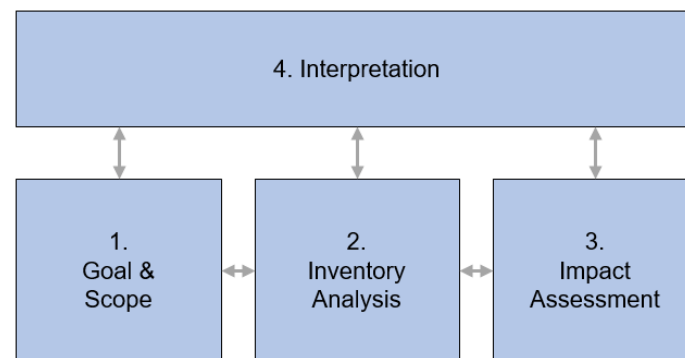 4. Interpretation
1.
Goal &
Scope
2.
Inventory
Analysis
3.
Impact
Assessment